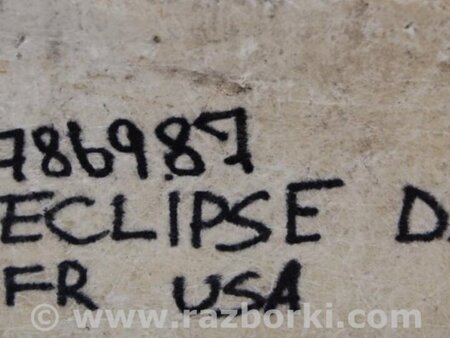 786987
ECLIPSE D
FR USA
© www.razborki.com